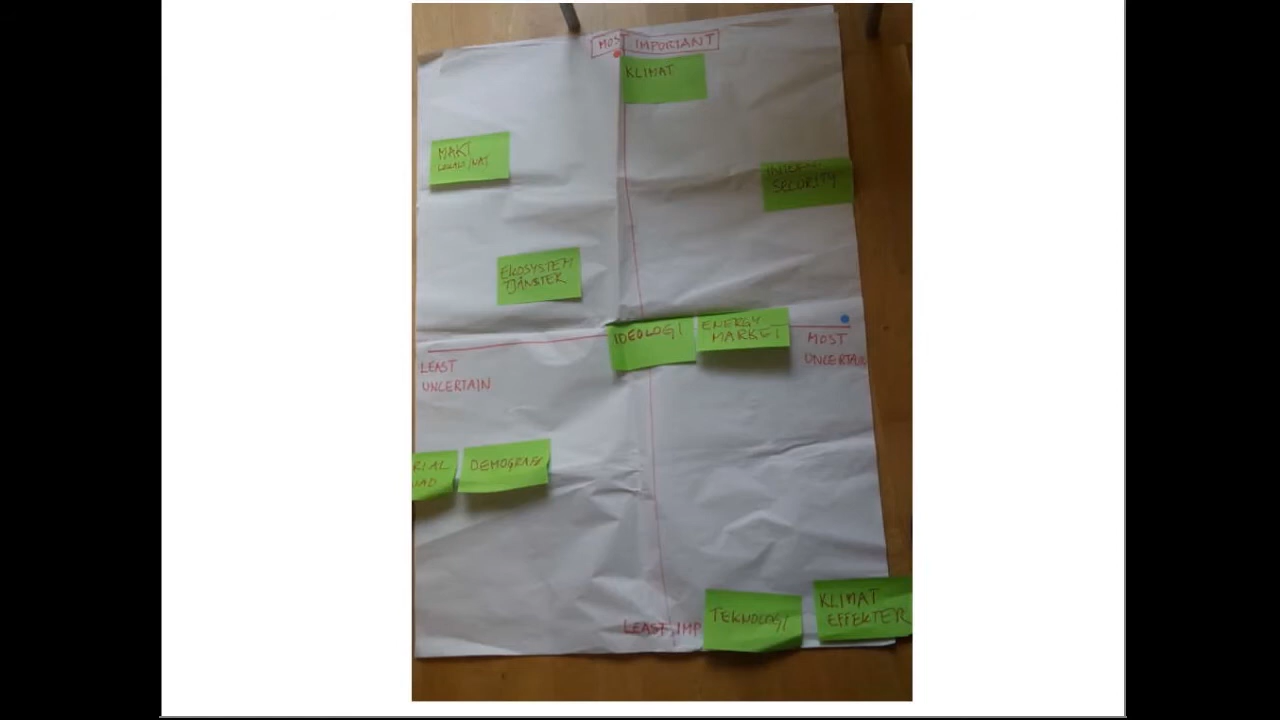 MOST IMPORTANT
KLIMAT
MAKT
SECURITY
EKOSYSTEM
TJÄNSTER
IDEOLOGI
ENERGY
MARKET
LEAST
UNCERTAIN
MOST
UNCERTAIN
RIAL
DEMOGRAFI
LEAST IMP
TEKNOLOGI
KLIMAT
EFFEKTER